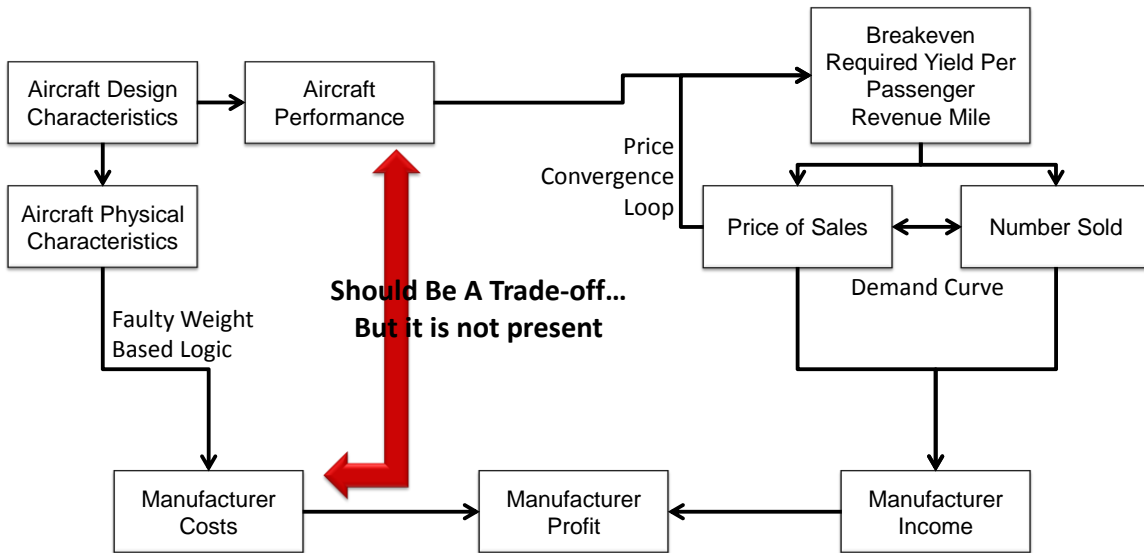 Aircraft Design
Characteristics
Aircraft
Performance
Breakeven
Required Yield Per
Passenger
Revenue Mile
Aircraft Physical
Characteristics
Price
Convergence
Loop
Price of Sales
Number Sold
Demand Curve
Should Be A Trade-off...
But it is not present
Faulty Weight
Based Logic
Manufacturer
Costs
Manufacturer
Profit
Manufacturer
Income